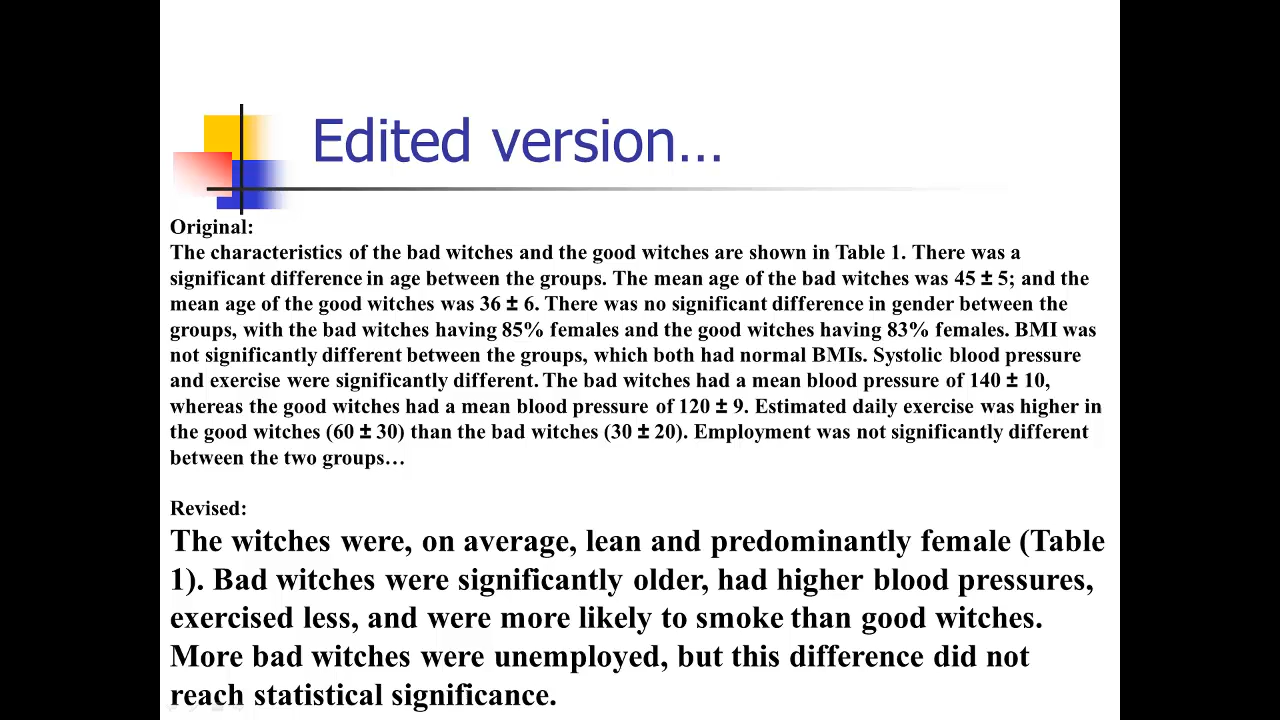 Edited version…
Original:
The characteristics of the bad witches and the good witches are shown in Table 1. There was a
significant difference in age between the groups. The mean age of the bad witches was 45 ± 5; and the
mean age of the good witches was 36 ± 6. There was no significant difference in gender between the
groups, with the bad witches having 85% females and the good witches having 83% females. BMI was
not significantly different between the groups, which both had normal BMIs. Systolic blood pressure
and exercise were significantly different. The bad witches had a mean blood pressure of 140 ± 10,
whereas the good witches had a mean blood pressure of 120 ± 9. Estimated daily exercise was higher in
the good witches (60 ± 30) than the bad witches (30 ± 20). Employment was not significantly different
between the two groups…
Revised:
The witches were, on average, lean and predominantly female (Table
1). Bad witches were significantly older, had higher blood pressures,
exercised less, and were more likely to smoke than good witches.
More bad witches were unemployed, but this difference did not
reach statistical significance.